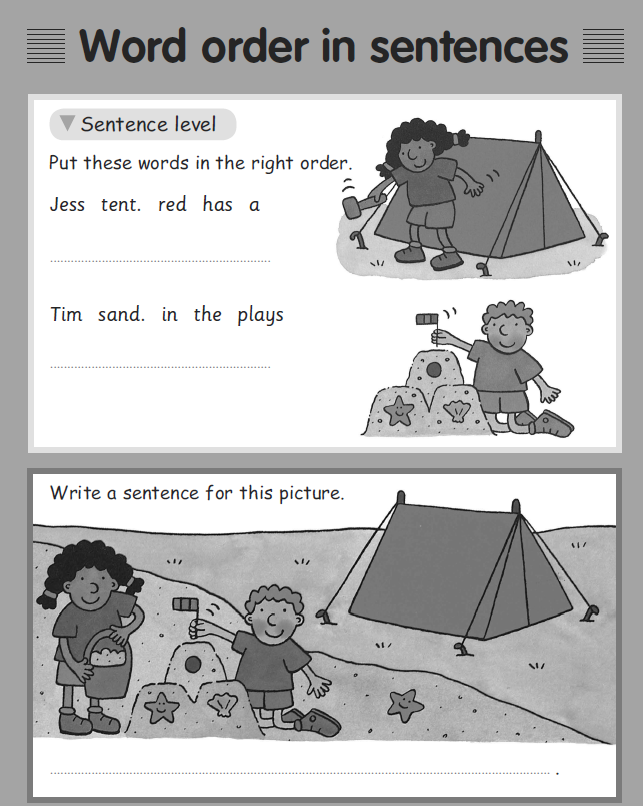 Word order in sentences
Sentence level
Put these words in the right order.
Jess tent. red has a
Tim sand. in the plays
Write a sentence for this picture.
.